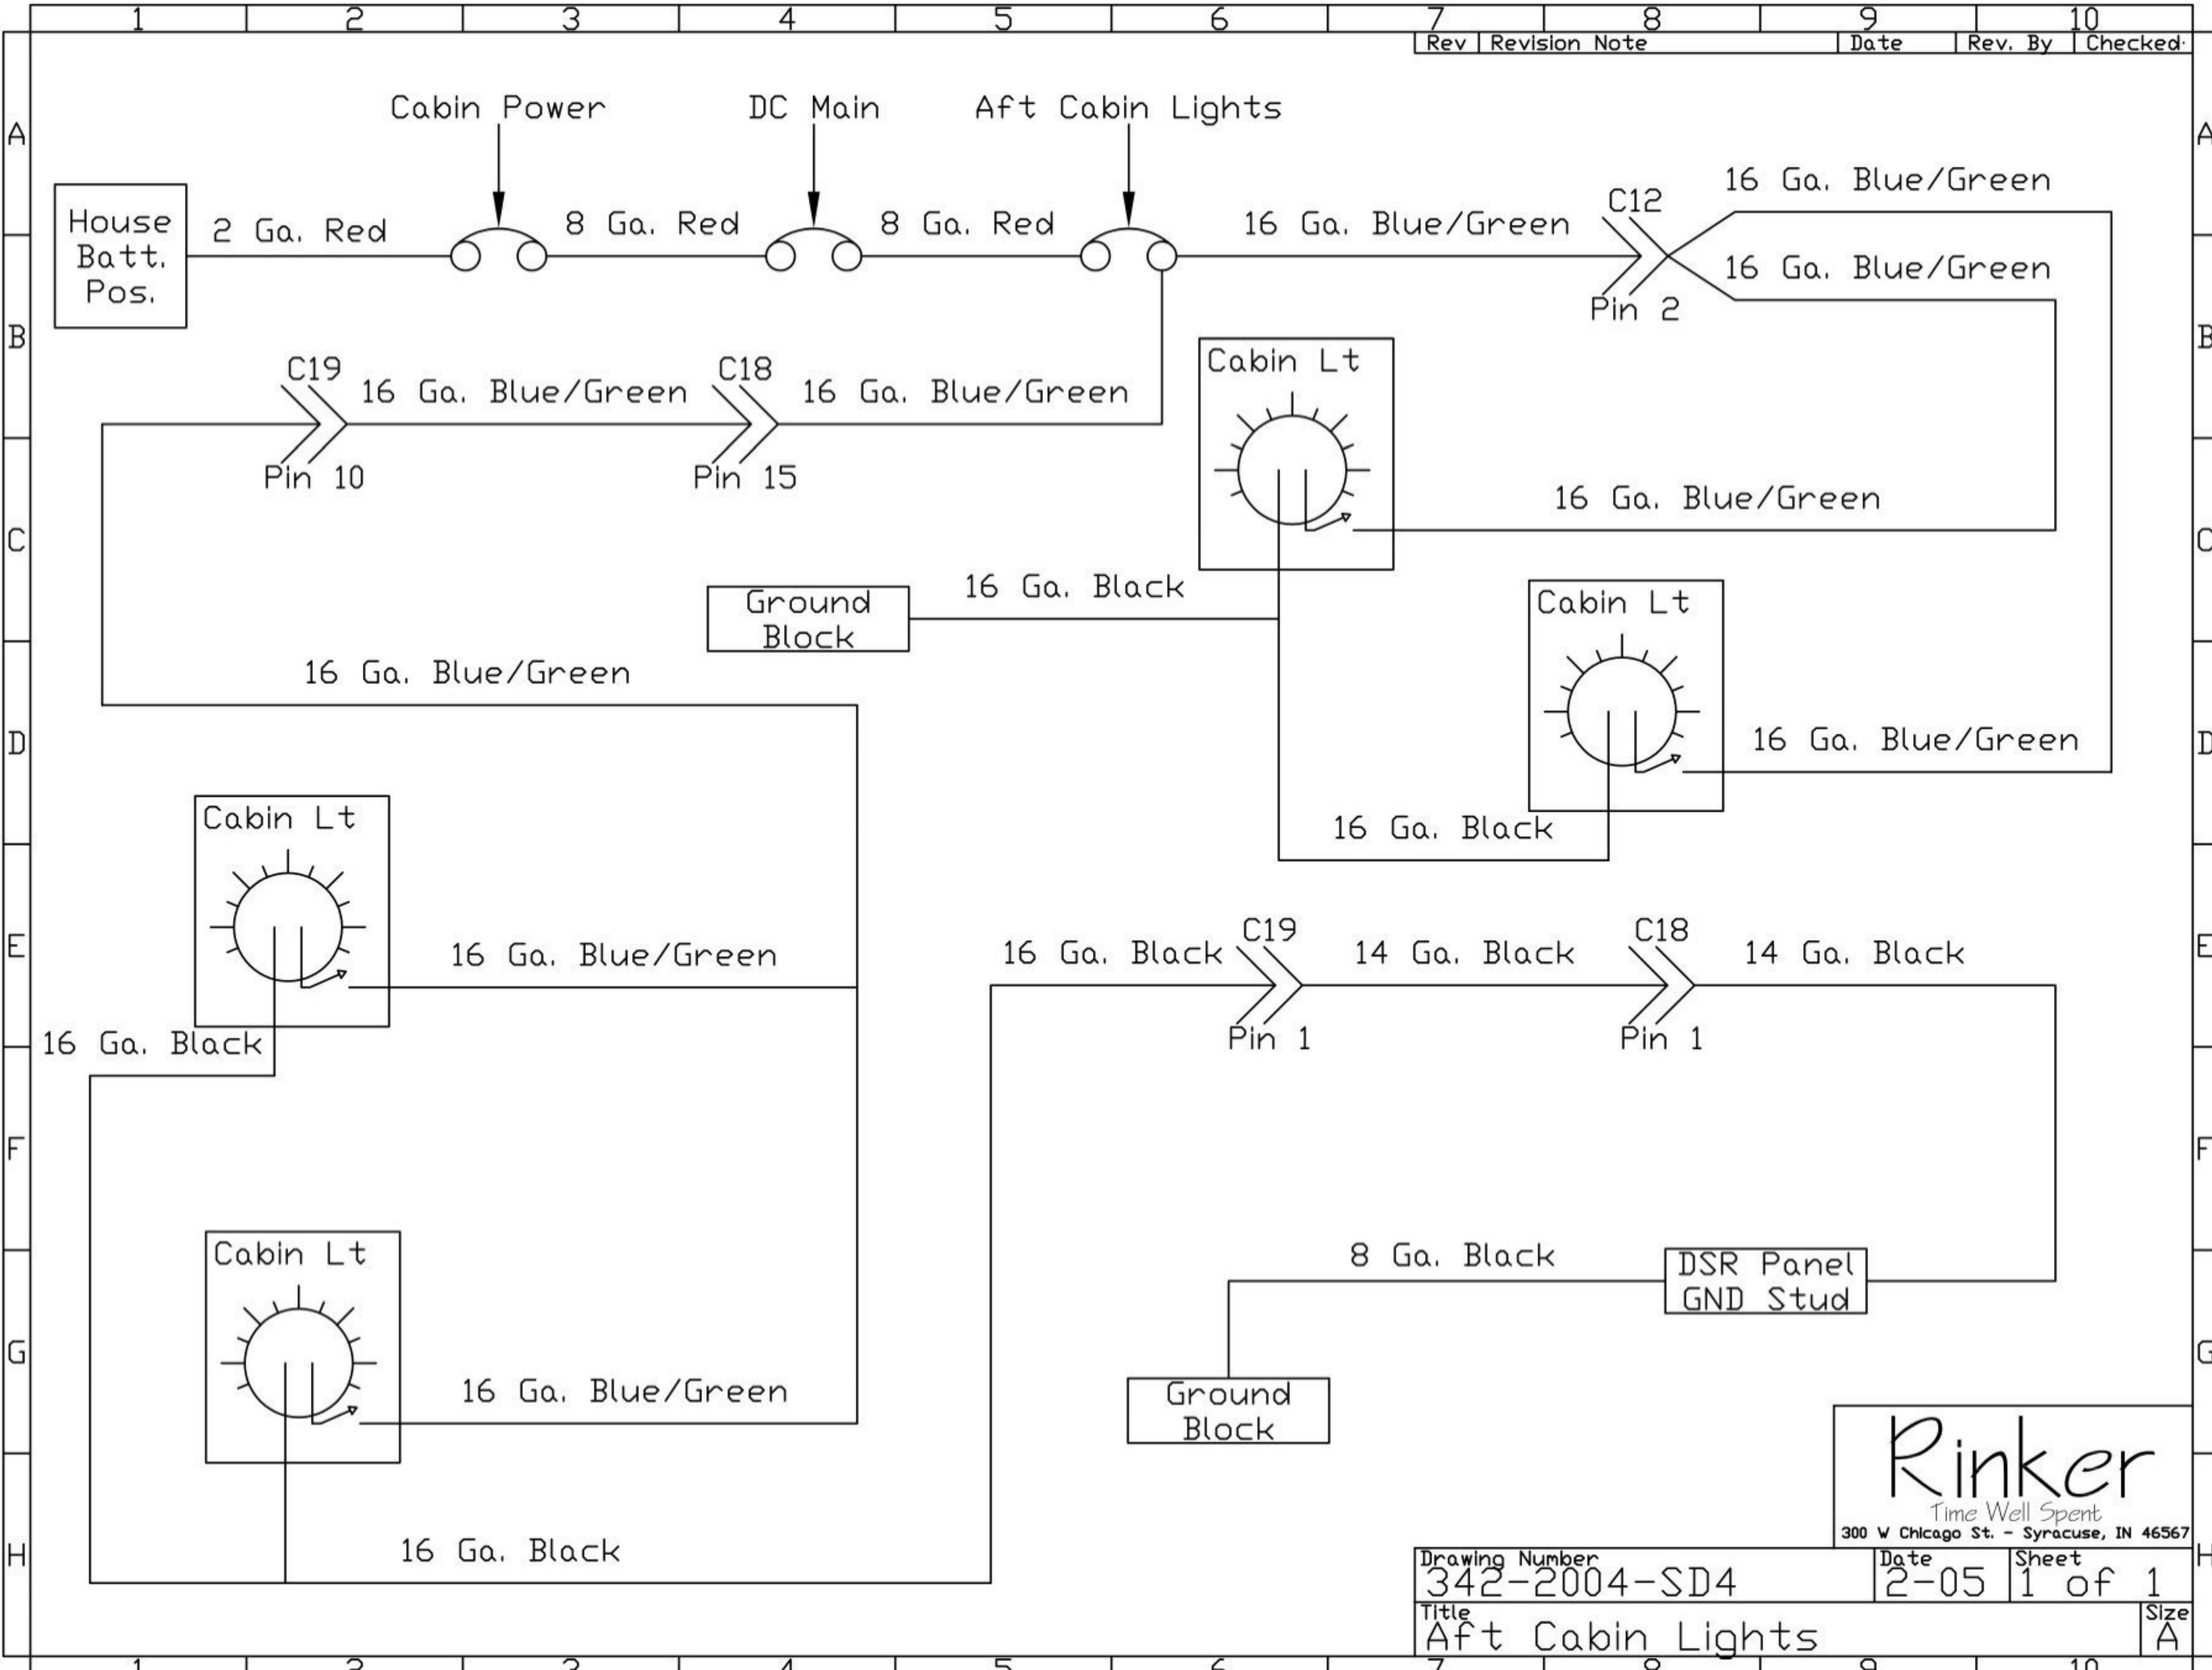 1 2 3 4 5 6 7 8 9 10
Rev Revision Note Date Rev. By Checked
A A
Cabin Power DC Main Aft Cabin Lights
House
Batt.
Pos.
2 Ga. Red
8 Ga. Red
8 Ga. Red
16 Ga. Blue/Green
C12
Pin 2
16 Ga. Blue/Green
16 Ga. Blue/Green
B B
C19
Pin 10
16 Ga. Blue/Green
C18
Pin 15
16 Ga. Blue/Green
Cabin Lt
16 Ga. Blue/Green
C C
Ground
Block
16 Ga. Black
Cabin Lt
16 Ga. Blue/Green
16 Ga. Blue/Green
D D
16 Ga. Black
Cabin Lt
16 Ga. Blue/Green
E E
16 Ga. Black
C19
Pin 1
14 Ga. Black
C18
Pin 1
14 Ga. Black
16 Ga. Black
F F
Cabin Lt
16 Ga. Blue/Green
8 Ga. Black
DSR Panel
GND Stud
G G
Ground
Block
16 Ga. Black
H H
Rinker
Time Well Spent
300 W Chicago St. - Syracuse, IN 46567
Drawing Number
342-2004-SD4
Date
2-05
Sheet
1 of 1
Title
Aft Cabin Lights
Size
A
1 2 3 4 5 6 7 8 9 10